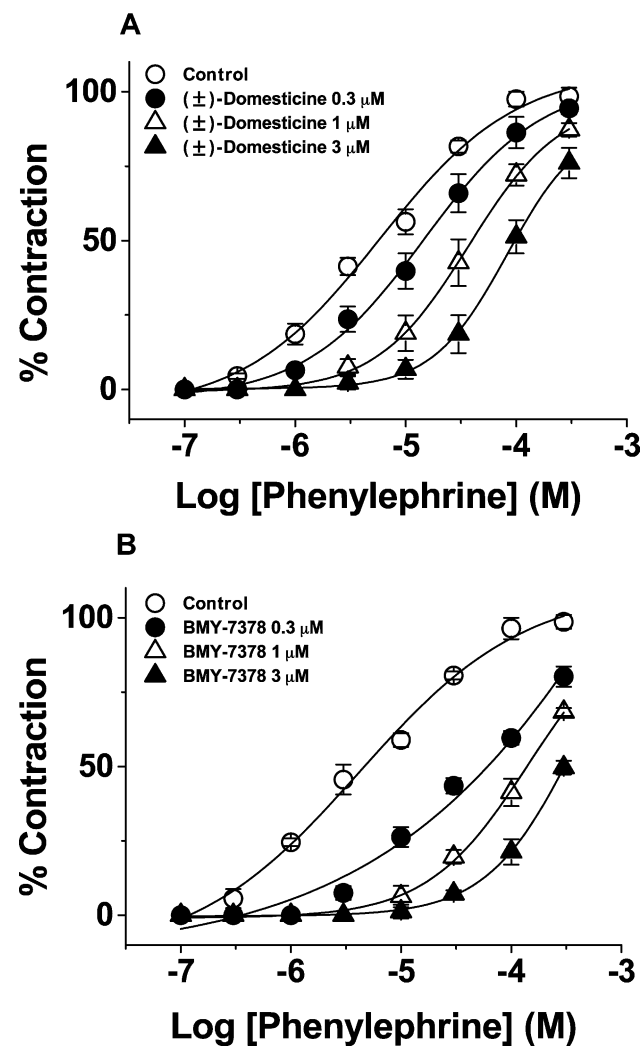 A
Control
(±)-Domesticine 0.3 μM
(±)-Domesticine 1 μM
(±)-Domesticine 3 μM
100
50
0
% Contraction
-7 -6 -5 -4 -3
Log [Phenylephrine] (M)
B
Control
BMY-7378 0.3 μM
BMY-7378 1 μM
BMY-7378 3 μM
100
50
0
% Contraction
-7 -6 -5 -4 -3
Log [Phenylephrine] (M)